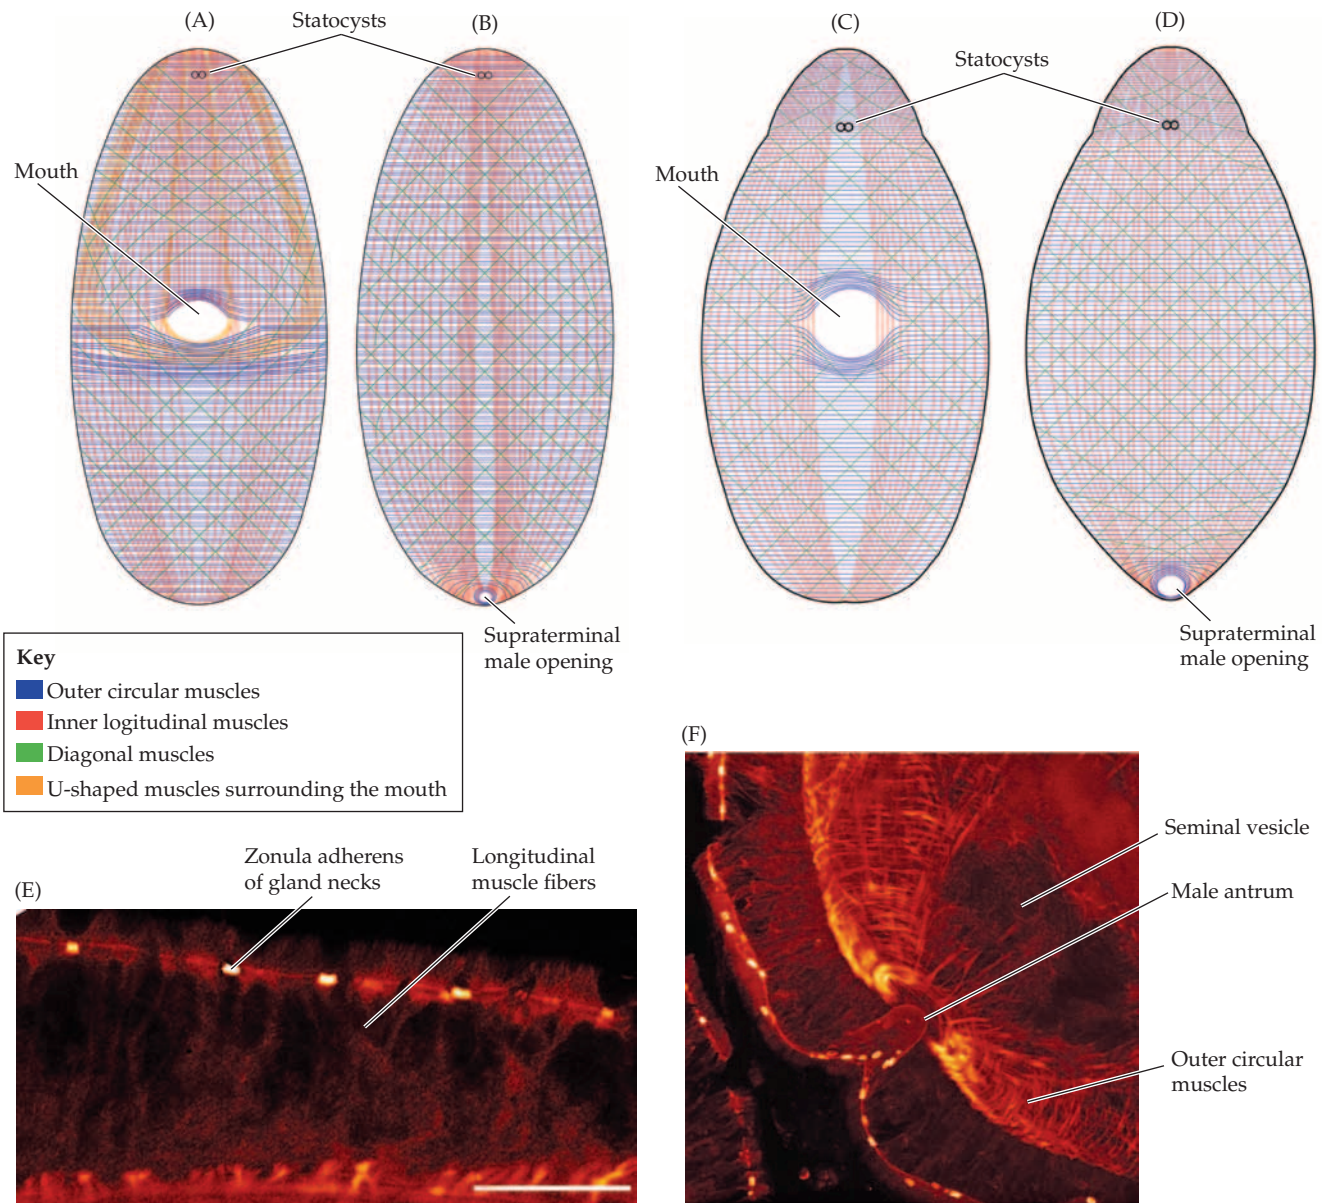 (A)
Statocysts
(B)
(C)
(D)
Statocysts
Mouth
Mouth
Supraterminal
male opening
Supraterminal
male opening
Key
Outer circular muscles
Inner logitudinal muscles
Diagonal muscles
U-shaped muscles surrounding the mouth
(E)
Zonula adherens
of gland necks
Longitudinal
muscle fibers
(F)
Seminal vesicle
Male antrum
Outer circular
muscles